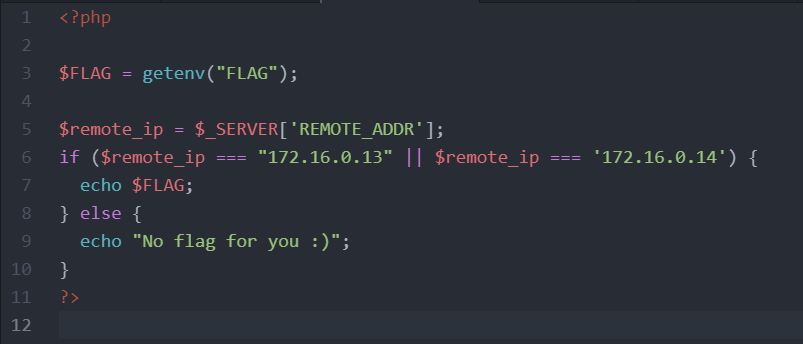 1 <?php
2
3 $FLAG = getenv("FLAG");
4
5 $remote_ip = $_SERVER['REMOTE_ADDR'];
6 if ($remote_ip === "172.16.0.13" || $remote_ip === '172.16.0.14') {
7   echo $FLAG;
8 } else {
9   echo "No flag for you :)";
10 }
11 ?>
12